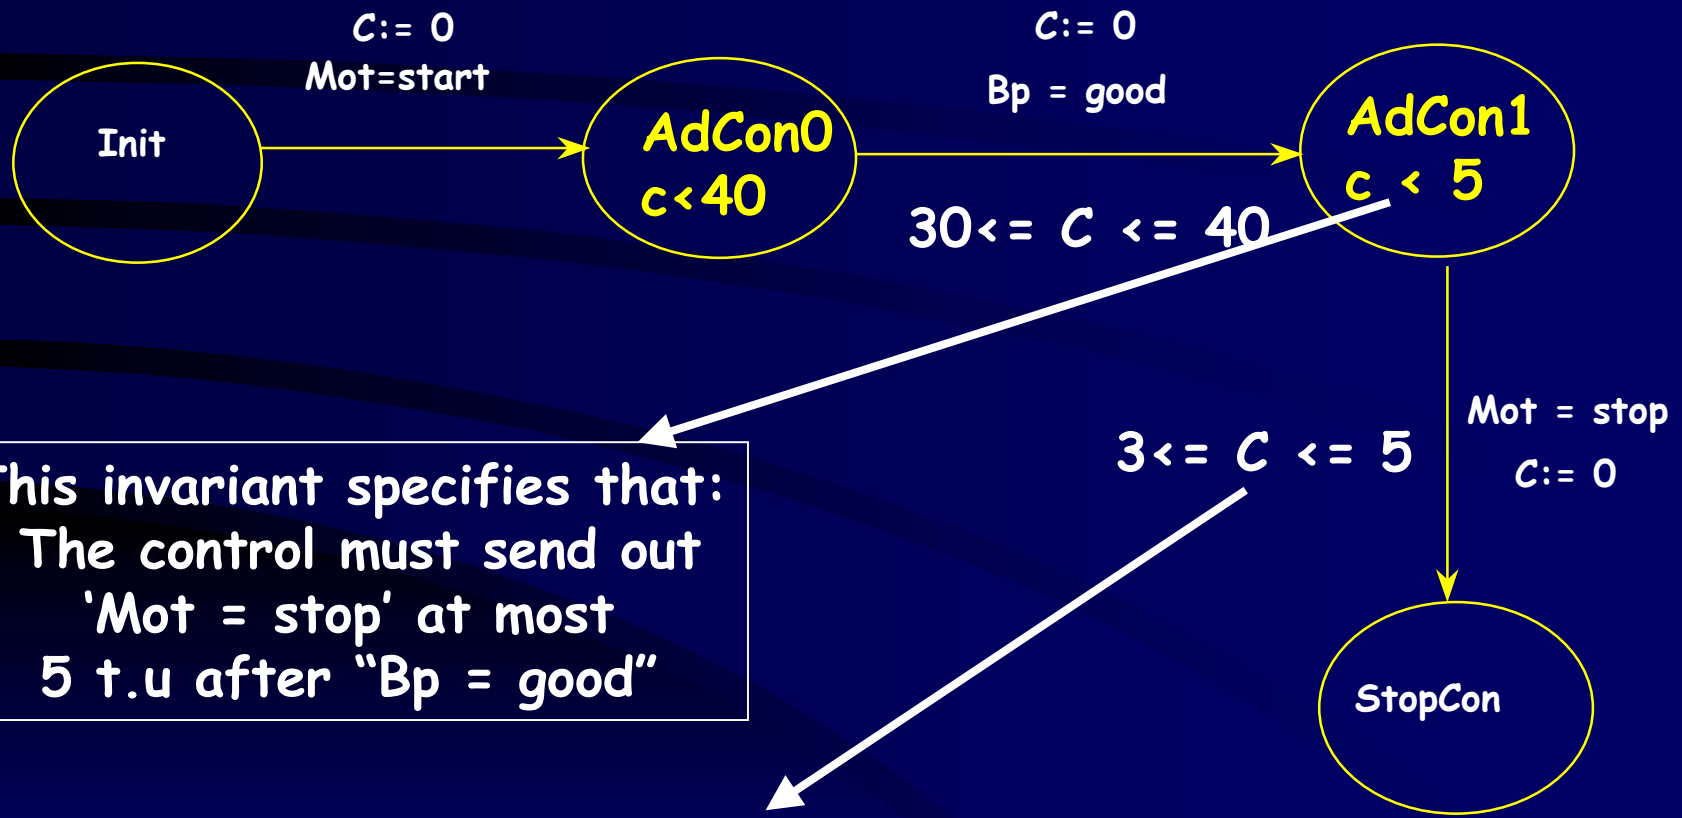 C:= 0
Mot=start
C:= 0
Bp = good
Init
AdCon0
c<40
AdCon1
c < 5
30<= C <= 40
Mot = stop
C:= 0
3<= C <= 5
his invariant specifies that:
The control must send out
‘Mot = stop’ at most
5 t.u after “Bp = good”
StopCon